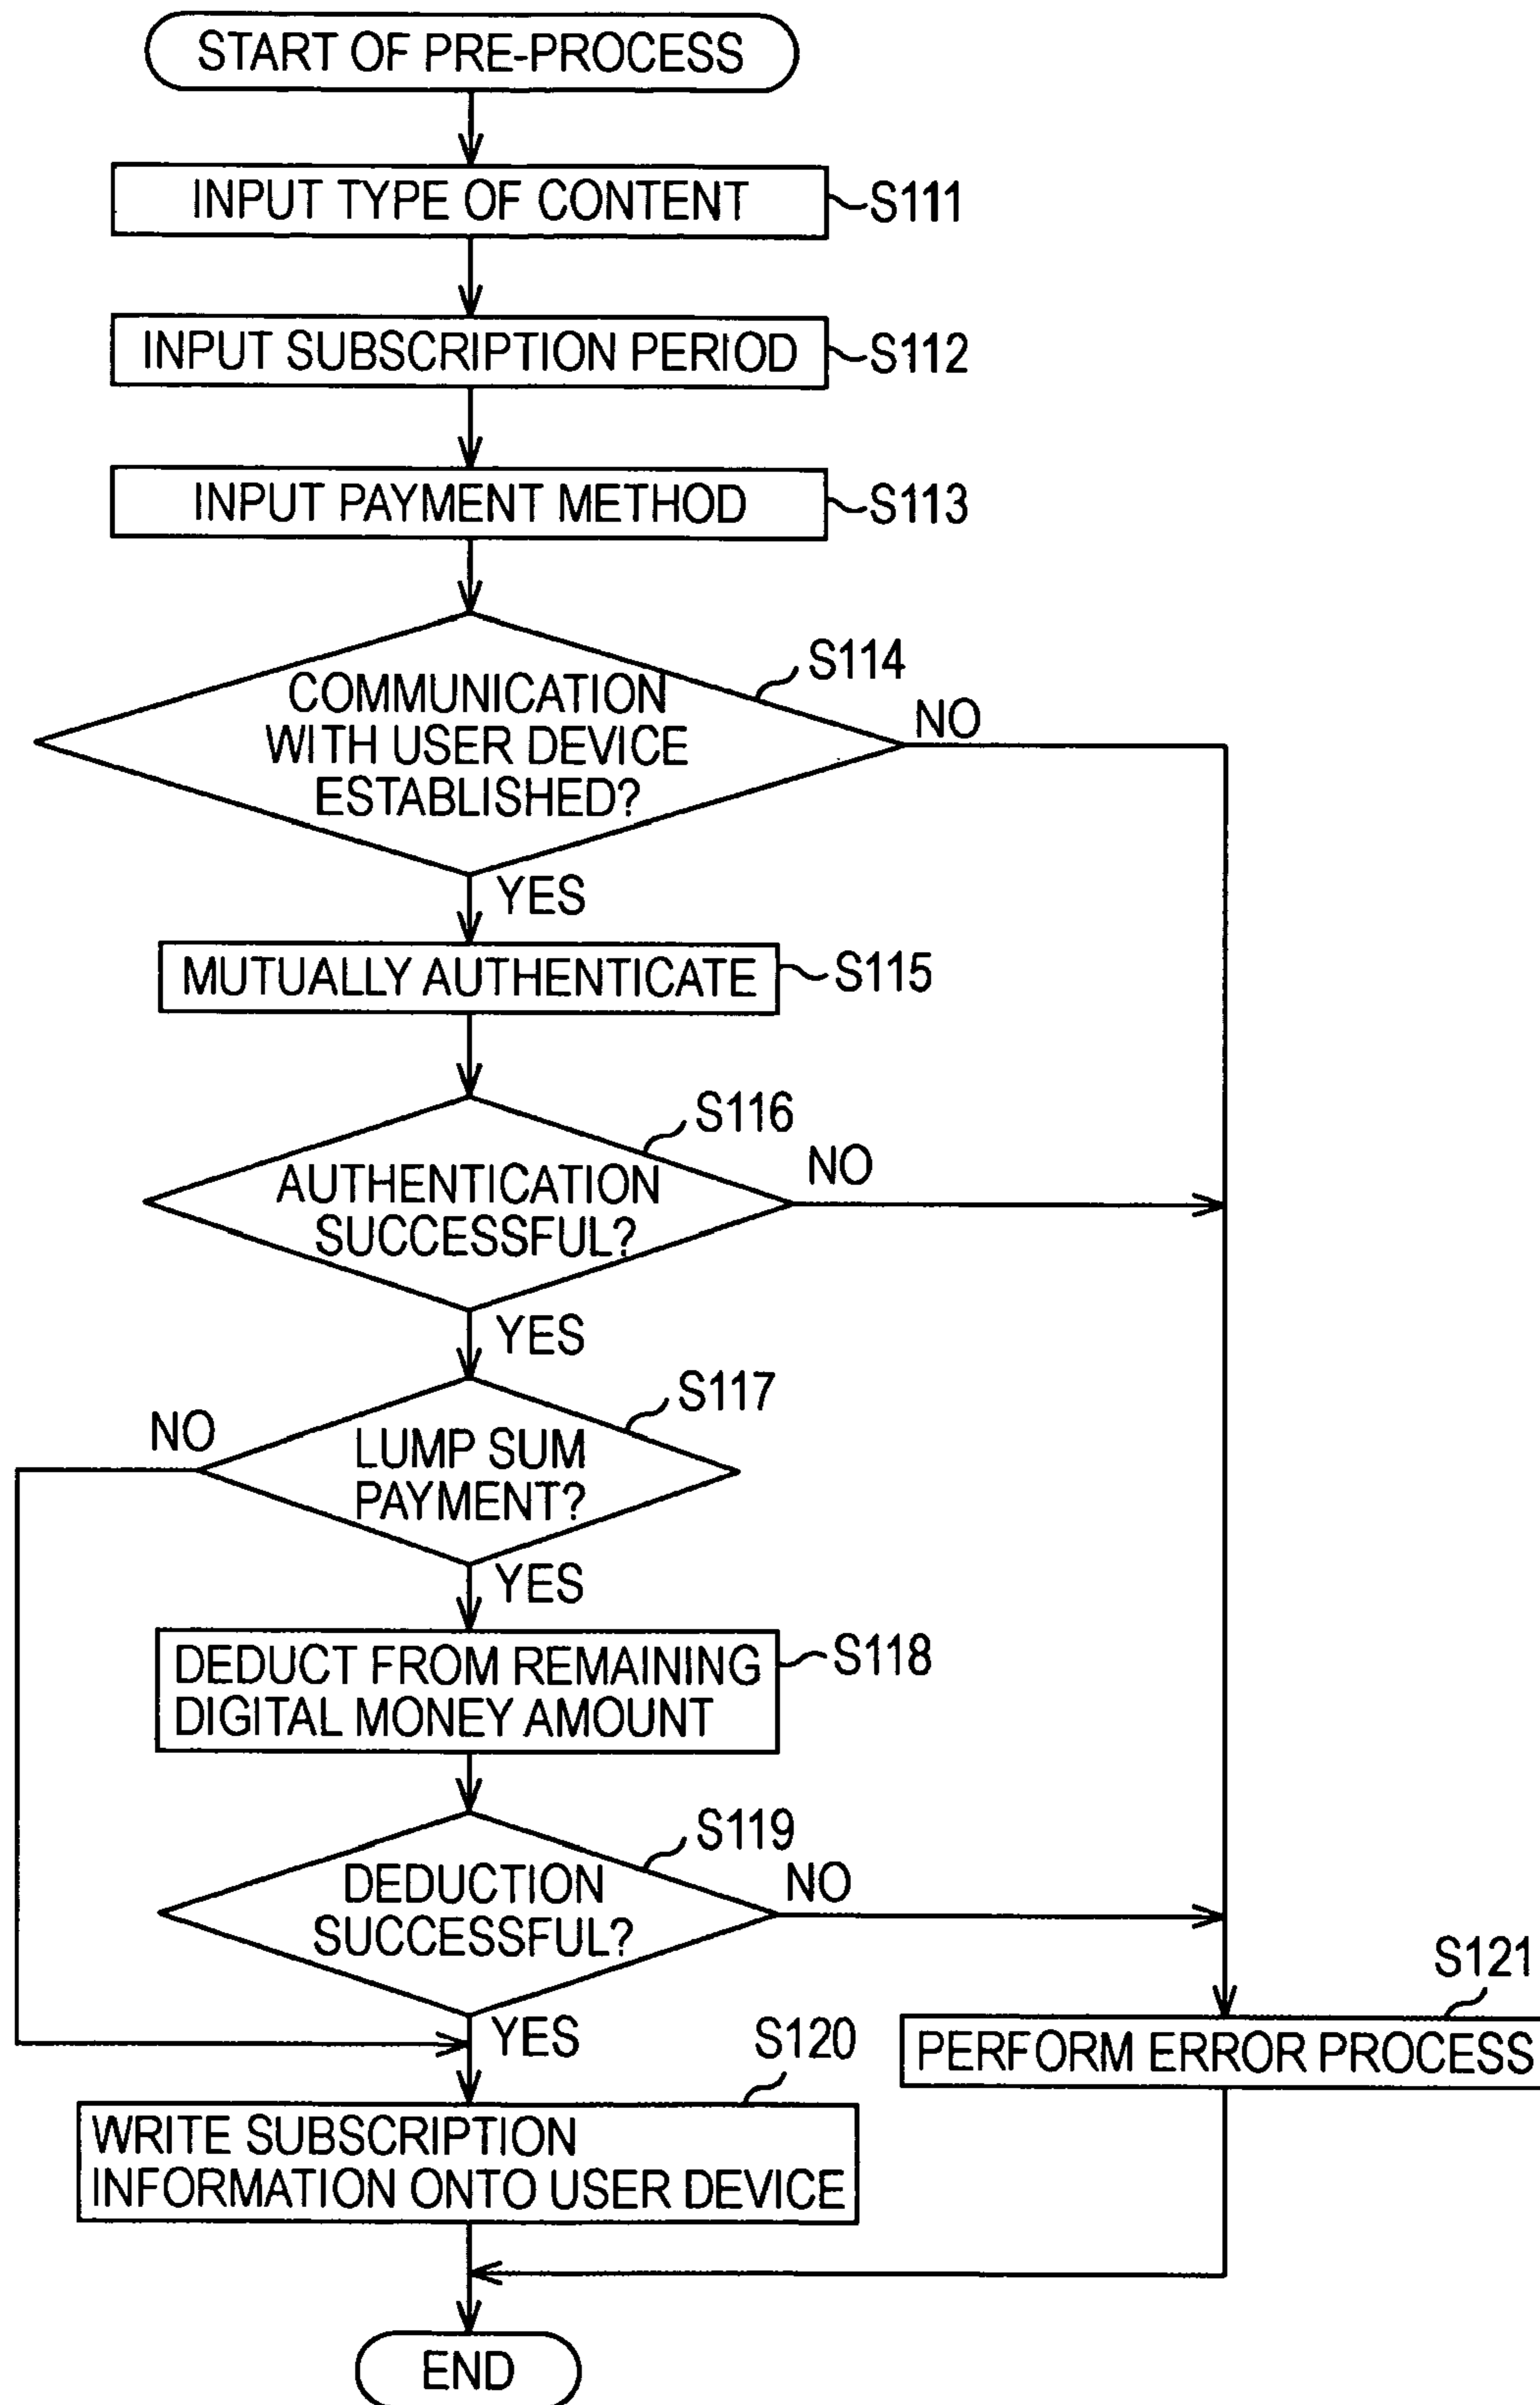 START OF PRE-PROCESS
INPUT TYPE OF CONTENT
S111
INPUT SUBSCRIPTION PERIOD
S112
INPUT PAYMENT METHOD
S113
S114
COMMUNICATION
WITH USER DEVICE
ESTABLISHED?
NO
YES
MUTUALLY AUTHENTICATE
S115
S116
AUTHENTICATION
SUCCESSFUL?
NO
YES
S117
NO
LUMP SUM
PAYMENT?
YES
DEDUCT FROM REMAINING
DIGITAL MONEY AMOUNT
S118
S119
DEDUCTION
SUCCESSFUL?
NO
YES
S121
PERFORM ERROR PROCESS
S120
WRITE SUBSCRIPTION
INFORMATION ONTO USER DEVICE
END